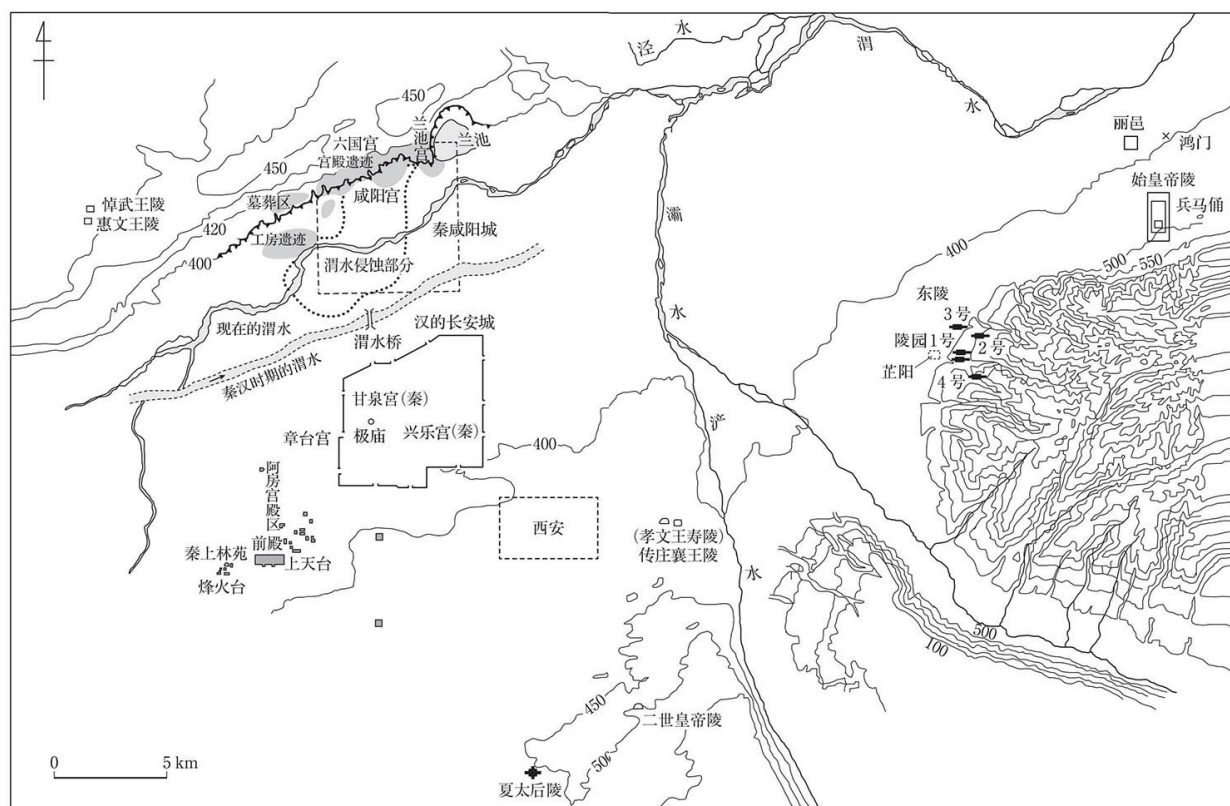 泾水
渭水
450
兰池宫
兰池
六国宫
宫殿遗迹
450
咸阳宫
墓葬区
悼武王陵
惠文王陵
420
工房遗迹
400
秦咸阳城
渭水侵蚀部分
现在的渭水
渭水桥
汉的长安城
秦汉时期的渭水
甘泉宫(秦)
极庙
兴乐宫(秦)
章台宫
400
阿房宫殿区
前殿
秦上林苑
上天台
烽火台
西安
(孝文王寿陵)
传庄襄王陵
灞水
浐水
丽邑
鸿门
始皇帝陵
兵马俑
400
500
550
东陵
3号
陵园1号
2号
芷阳
4号
500
100
450
二世皇帝陵
500
夏太后陵
0
5 km